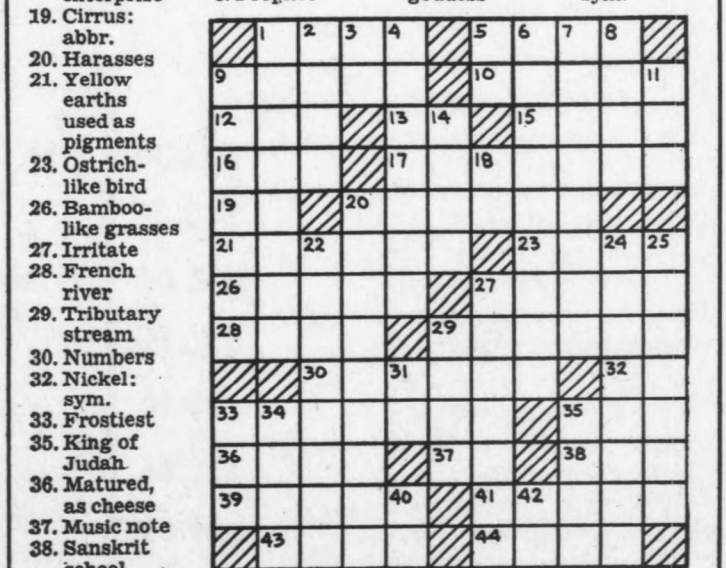 19. Cirrus:
abbr.
20. Harasses
21. Yellow
earths
used as
pigments
23. Ostrich-
like bird
26. Bamboo-
like grasses
27. Irritate
28. French
river
29. Tributary
stream
30. Numbers
32. Nickel:
sym.
33. Frostiest
35. King of
Judah
36. Matured,
as cheese
37. Music note
38. Sanskrit
1 2 3 4 5 6 7 8
9 10 11
12 13 14 15
16 17 18
19 20
21 22 23 24 25
26 27
28 29
30 31 32
33 34 35
36 37 38
39 40 41 42
43 44